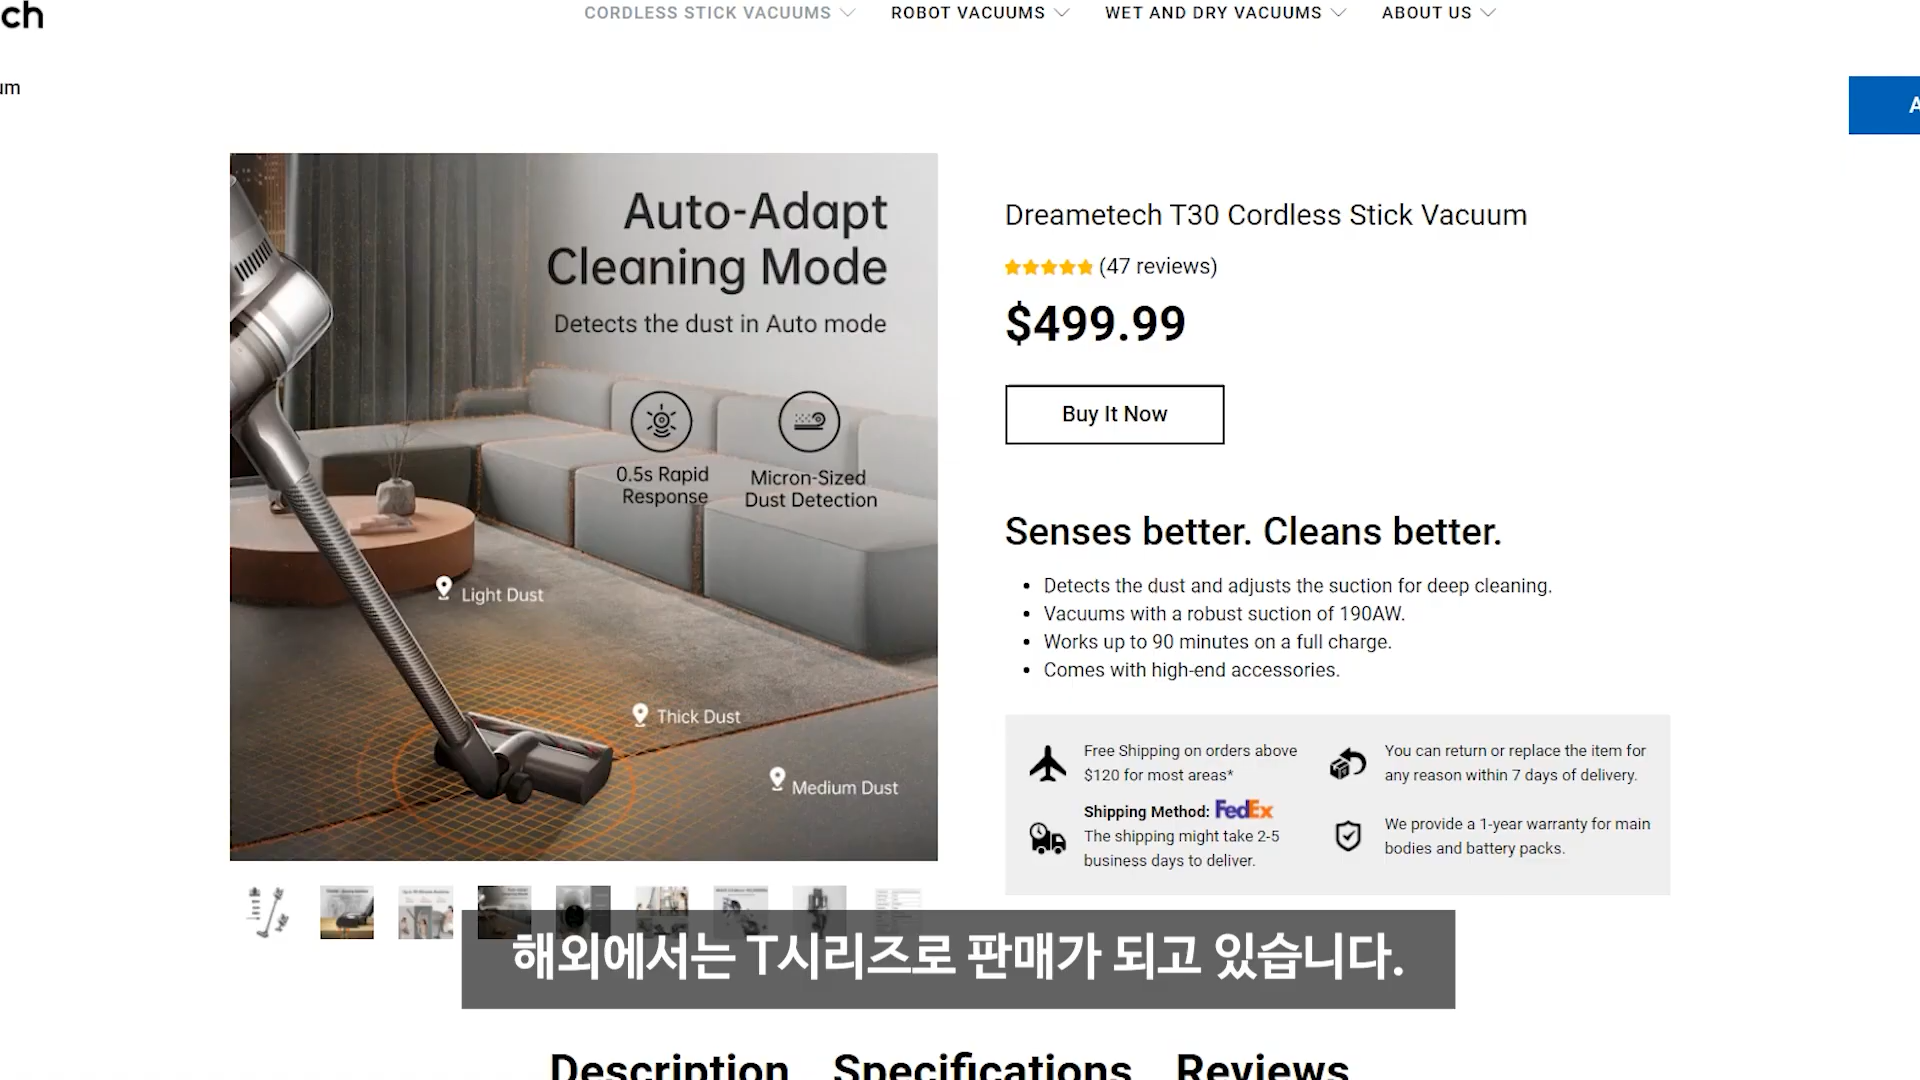 ch
CORDLESS STICK VACUUMS
ROBOT VACUUMS
WET AND DRY VACUUMS
ABOUT US
um
A
Auto-Adapt
Cleaning Mode
Detects the dust in Auto mode
0.5s Rapid
Response
Micron-Sized
Dust Detection
Light Dust
Thick Dust
Medium Dust
Dreametech T30 Cordless Stick Vacuum
(47 reviews)
$499.99
Buy It Now
Senses better. Cleans better.
Detects the dust and adjusts the suction for deep cleaning.
Vacuums with a robust suction of 190AW.
Works up to 90 minutes on a full charge.
Comes with high-end accessories.
Free Shipping on orders above
$120 for most areas*
Shipping Method: FedEx
The shipping might take 2-5
business days to deliver.
You can return or replace the item for
any reason within 7 days of delivery.
We provide a 1-year warranty for main
bodies and battery packs.
해외에서는 T시리즈로 판매가 되고 있습니다.
Description
Specifications
Reviews